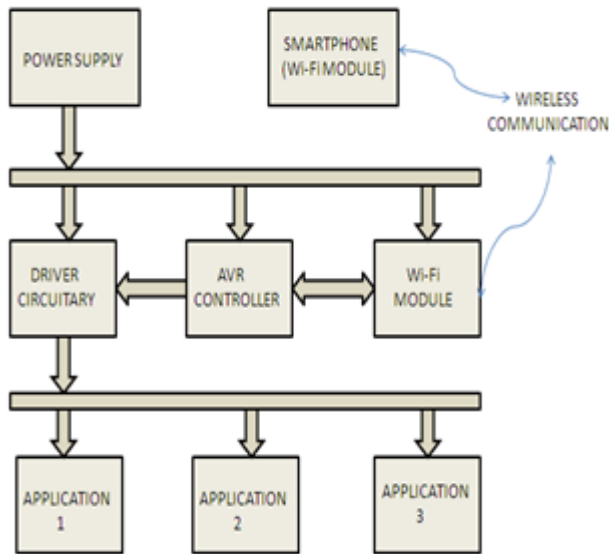 POWER SUPPLY
SMARTPHONE
(Wi-Fi MODULE)
WIRELESS
COMMUNICATION
DRIVER
CIRCUITARY
AVR
CONTROLLER
Wi-Fi
MODULE
APPLICATION
1
APPLICATION
2
APPLICATION
3